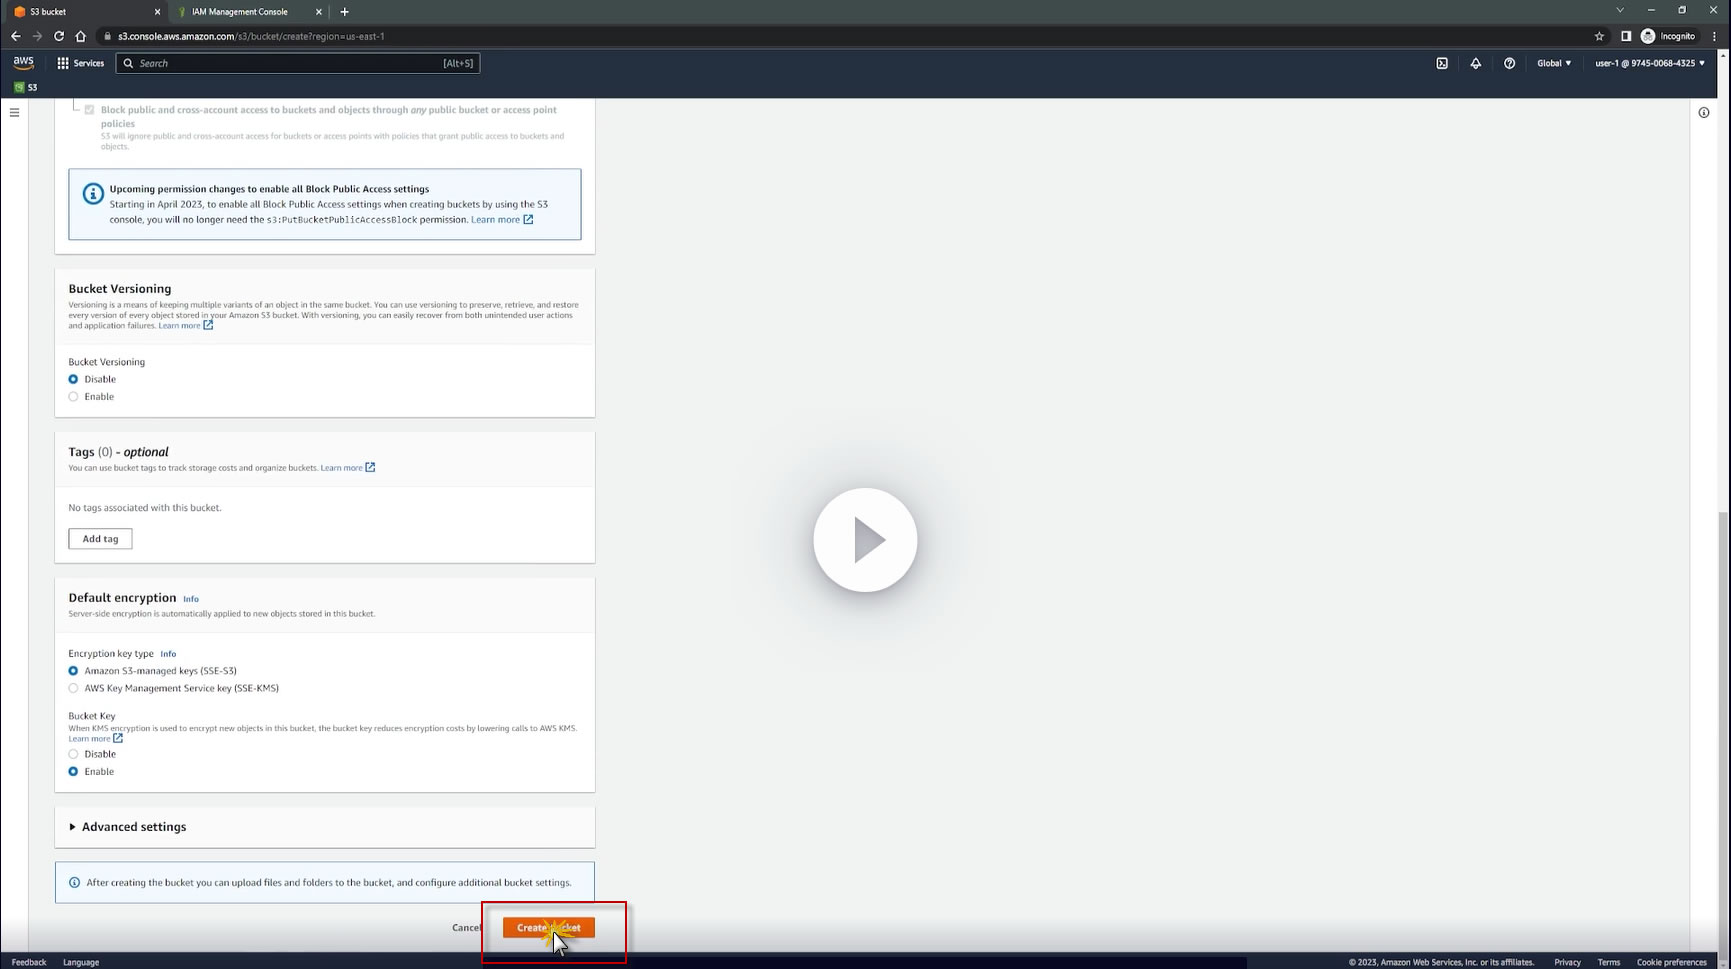 S3 bucket
IAM Management Console
s3.console.aws.amazon.com/s3/bucket/create?region=us-east-1
Incognito
aws
Services
Search
[Alt+S]
Global
user-1 @ 9745-0068-4325
S3
Block public and cross-account access to buckets and objects through any public bucket or access point
policies
S3 will ignore public and cross-account access for buckets or access points with policies that grant public access to buckets and
objects.
Upcoming permission changes to enable all Block Public Access settings
Starting in April 2023, to enable all Block Public Access settings when creating buckets by using the S3
console, you will no longer need the s3:PutBucketPublicAccessBlock permission. Learn more
Bucket Versioning
Versioning is a means of keeping multiple variants of an object in the same bucket. You can use versioning to preserve, retrieve, and restore
every version of every object stored in your Amazon S3 bucket. With versioning, you can easily recover from both unintended user actions
and application failures. Learn more
Bucket Versioning
Disable
Enable
Tags (0) - optional
You can use bucket tags to track storage costs and organize buckets. Learn more
No tags associated with this bucket.
Add tag
Default encryption Info
Server-side encryption is automatically applied to new objects stored in this bucket.
Encryption key type Info
Amazon S3-managed keys (SSE-S3)
AWS Key Management Service key (SSE-KMS)
Bucket Key
When KMS encryption is used to encrypt new objects in this bucket, the bucket key reduces encryption costs by lowering calls to AWS KMS.
Learn more
Disable
Enable
Advanced settings
After creating the bucket you can upload files and folders to the bucket, and configure additional bucket settings.
Cancel
Create bucket
Feedback
Language
© 2023, Amazon Web Services, Inc. or its affiliates.
Privacy
Terms
Cookie preferences